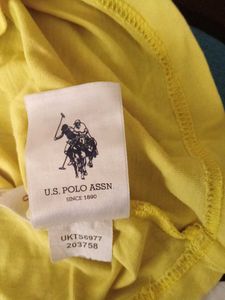 U.S. POLO ASSN.
SINCE 1890
UKTS6977
203758